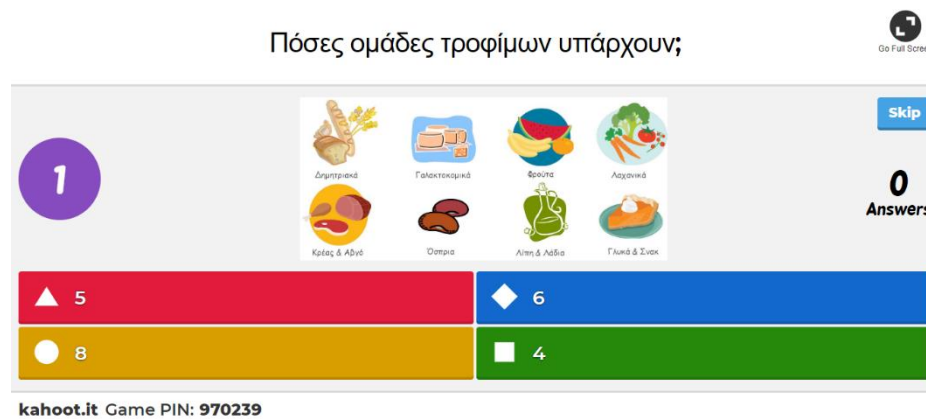 Πόσες ομάδες τροφίμων υπάρχουν;
Go Full Scree
Skip
1
Δημητριακά
Γαλακτοκομικά
Φρούτα
Λαχανικά
0
Answers
Κρέας & Αβγό
Όσπρια
Λίπη & Λάδια
Γλυκά & Σνακ
5
6
8
4
kahoot.it Game PIN: 970239